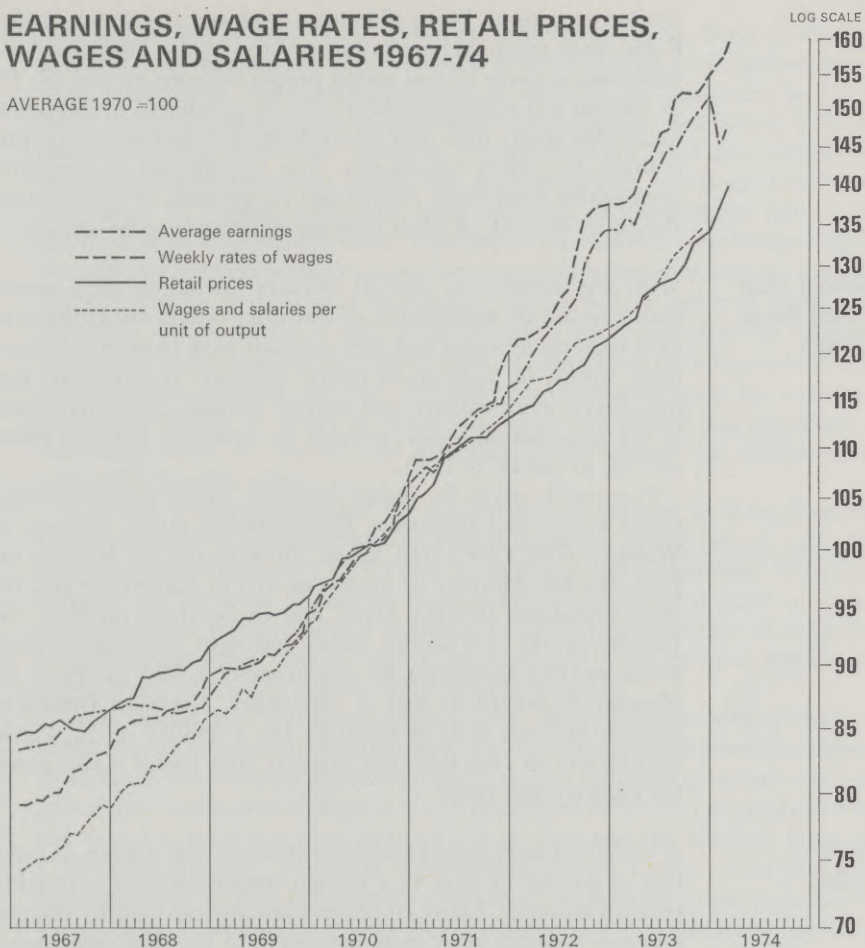 EARNINGS, WAGE RATES, RETAIL PRICES,
WAGES AND SALARIES 1967-74
AVERAGE 1970 =100
LOG SCALE
Average earnings
Weekly rates of wages
Retail prices
Wages and salaries per
unit of output
160
155
150
145
140
135
130
125
120
115
110
105
100
95
90
85
80
75
70
1967 1968 1969 1970 1971 1972 1973 1974